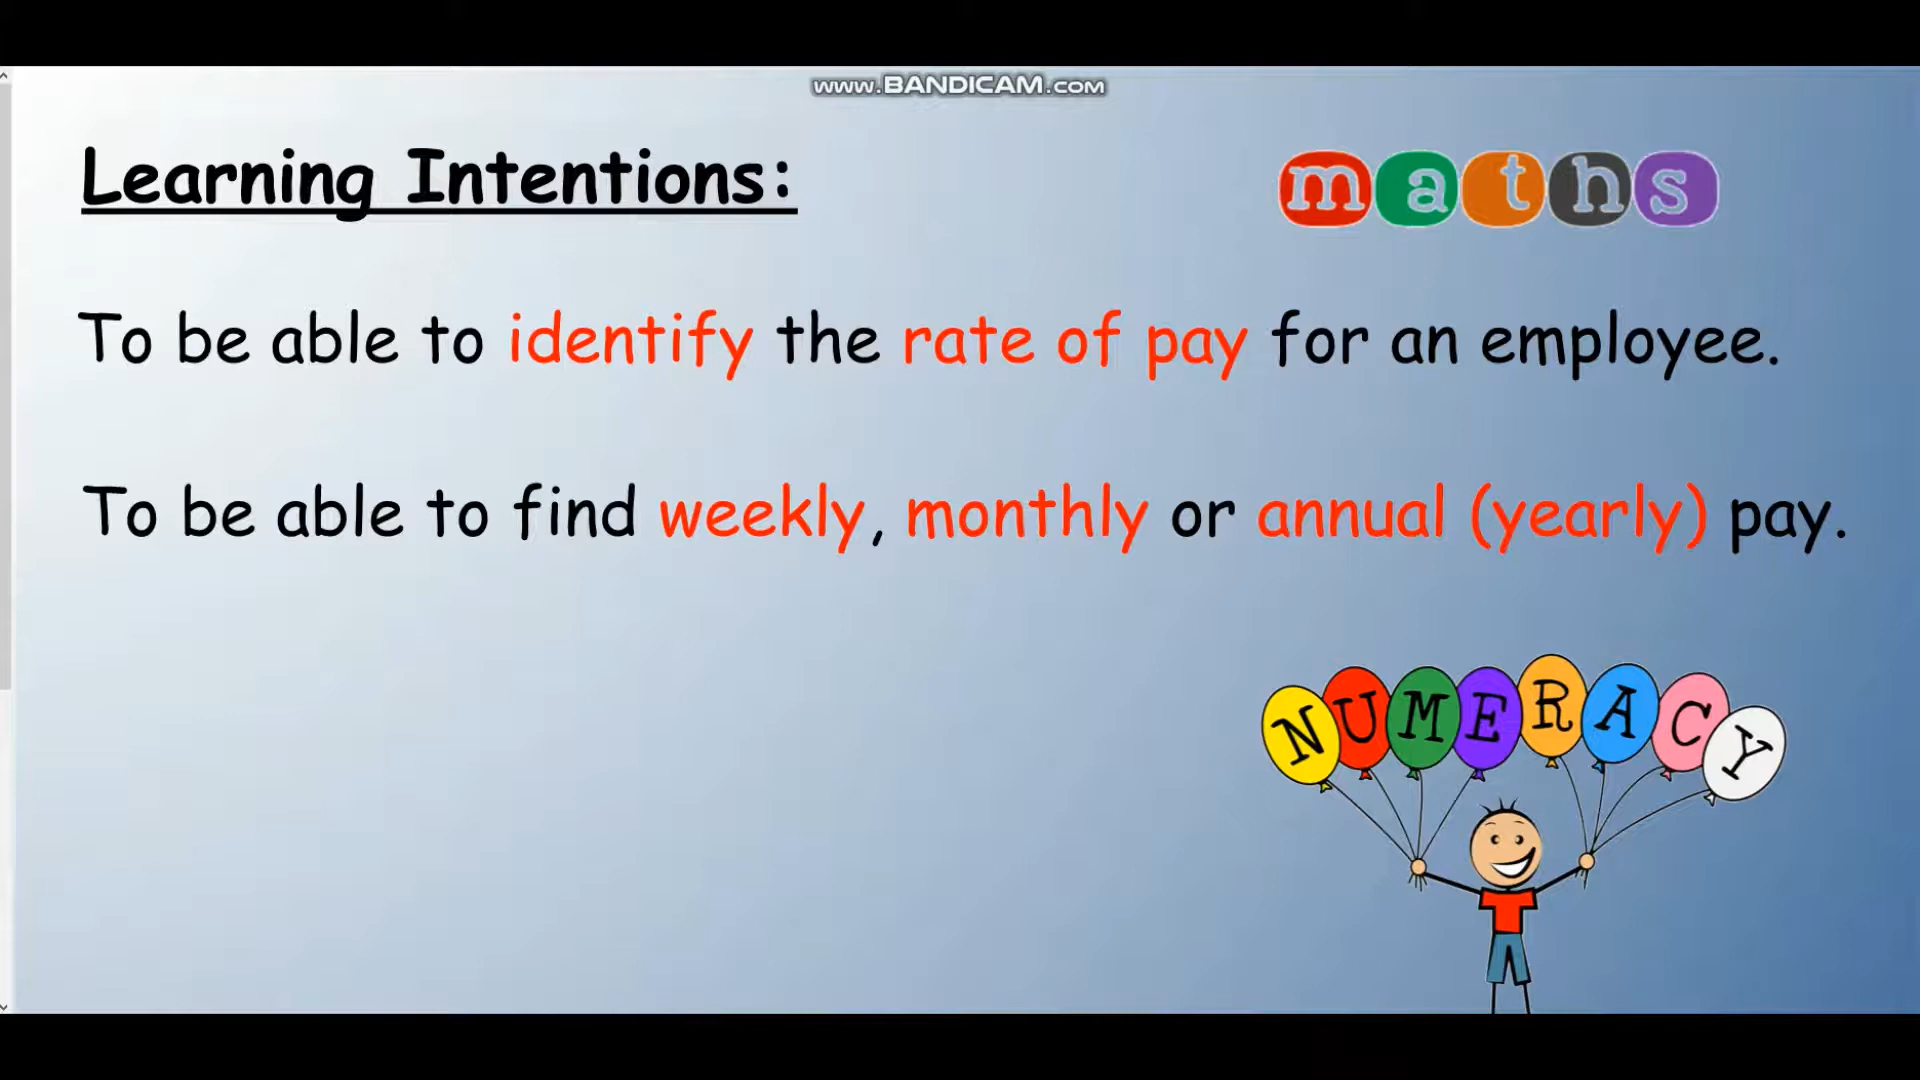 www.BANDICAM.com
Learning Intentions:
maths
To be able to identify the rate of pay for an employee.
To be able to find weekly, monthly or annual (yearly) pay.
NUMERACY